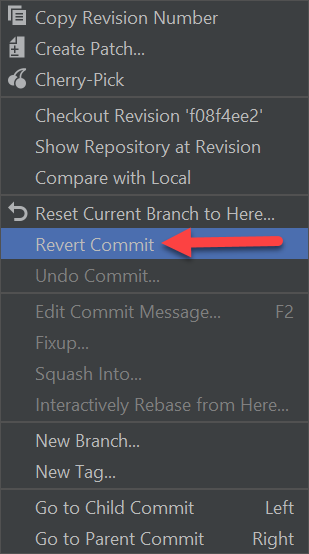 Copy Revision Number
Create Patch...
Cherry-Pick
Checkout Revision 'f08f4ee2'
Show Repository at Revision
Compare with Local
Reset Current Branch to Here...
Revert Commit
Undo Commit...
Edit Commit Message... F2
Fixup...
Squash Into...
Interactively Rebase from Here...
New Branch...
New Tag...
Go to Child Commit Left
Go to Parent Commit Right